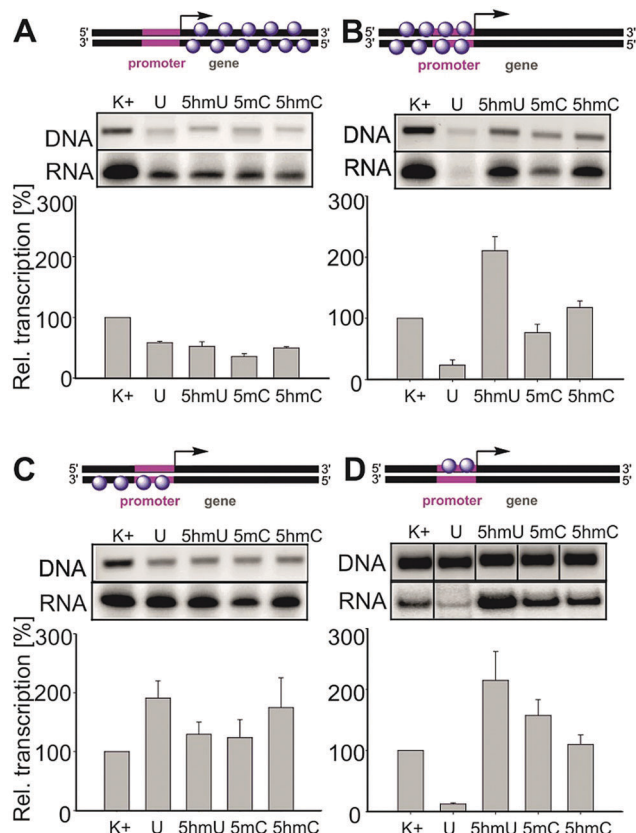 A
5' 3'
3' 5'
promoter gene
K+ U 5hmU 5mC 5hmC
DNA
RNA
Rel. transcription [%]
300
200
100
0
K+ U 5hmU 5mC 5hmC
B
5' 3'
3' 5'
promoter gene
K+ U 5hmU 5mC 5hmC
DNA
RNA
300
200
100
0
K+ U 5hmU 5mC 5hmC
C
5' 3'
3' 5'
promoter gene
K+ U 5hmU 5mC 5hmC
DNA
RNA
Rel. transcription [%]
300
200
100
0
K+ U 5hmU 5mC 5hmC
D
5' 3'
3' 5'
promoter gene
K+ U 5hmU 5mC 5hmC
DNA
RNA
300
200
100
0
K+ U 5hmU 5mC 5hmC